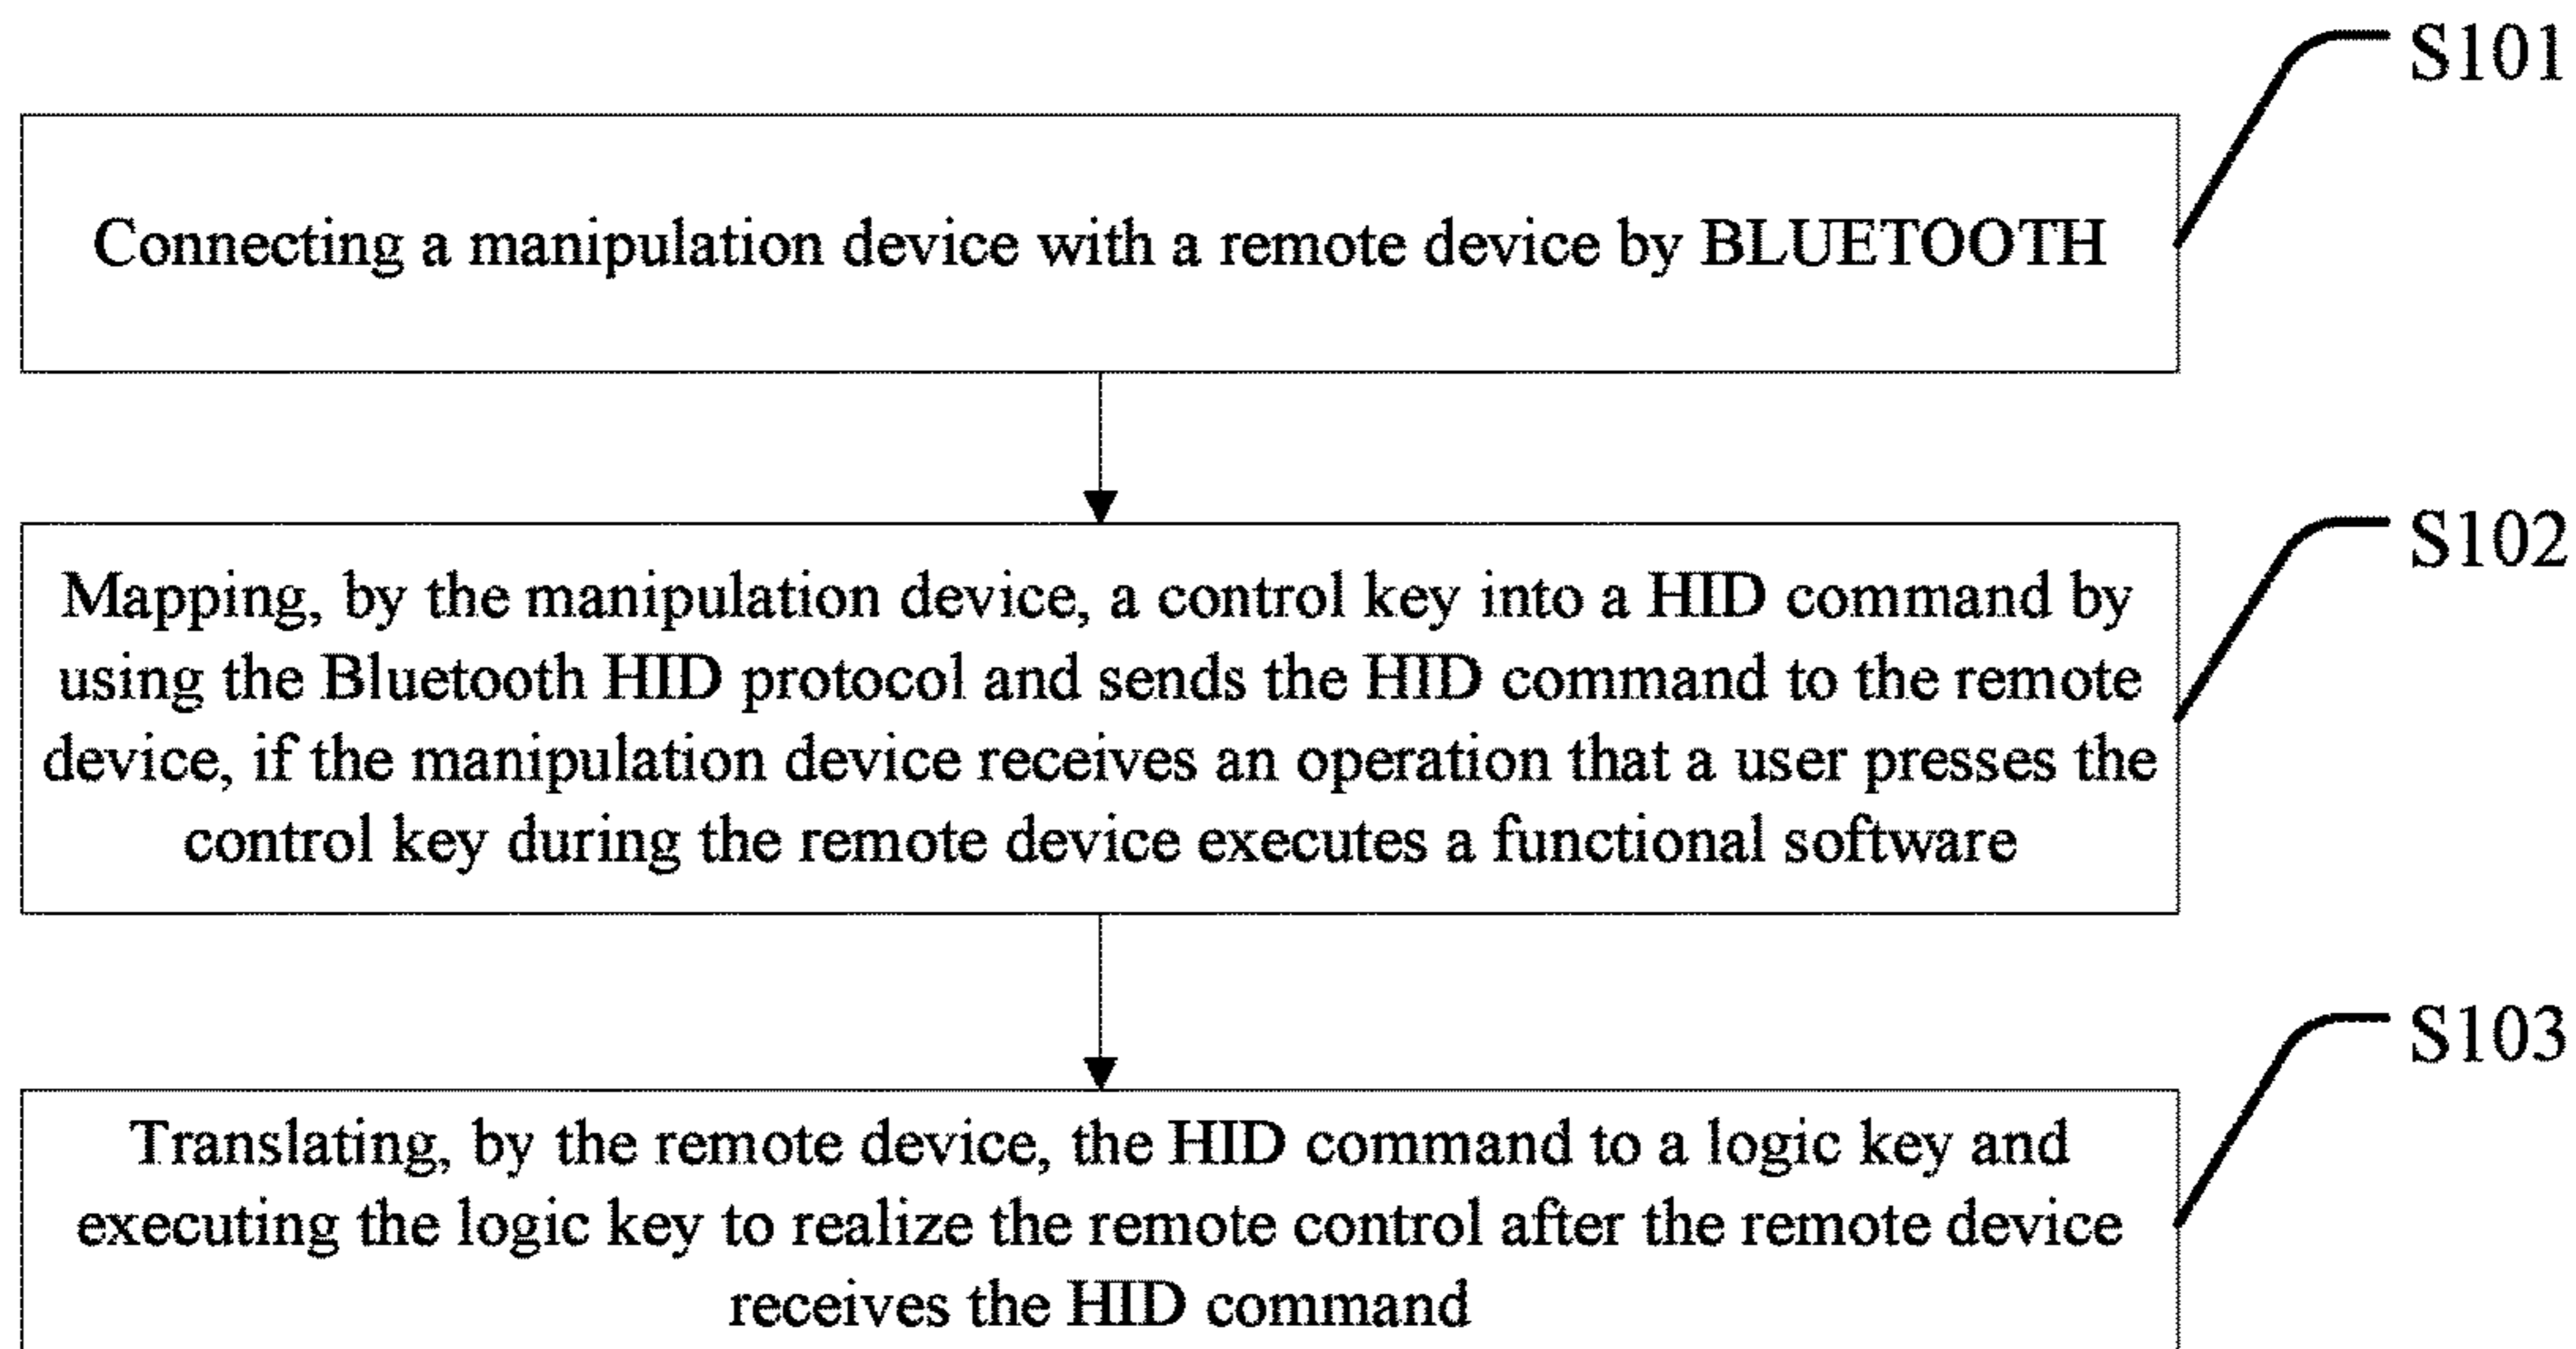 S101
Connecting a manipulation device with a remote device by BLUETOOTH
S102
Mapping, by the manipulation device, a control key into a HID command by
using the Bluetooth HID protocol and sends the HID command to the remote
device, if the manipulation device receives an operation that a user presses the
control key during the remote device executes a functional software
S103
Translating, by the remote device, the HID command to a logic key and
executing the logic key to realize the remote control after the remote device
receives the HID command